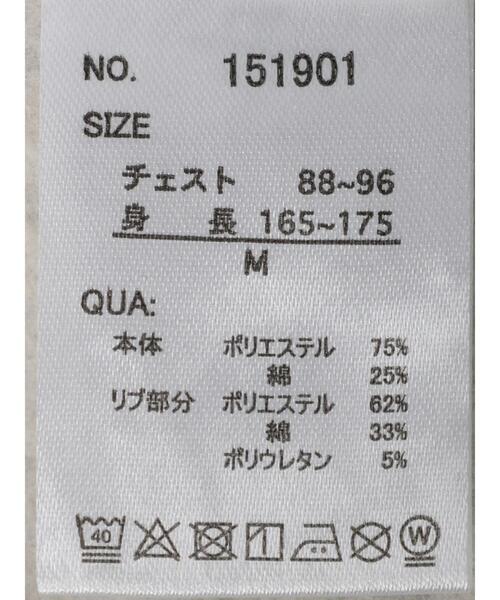 NO. 151901
SIZE
チェスト 88~96
身長 165~175
M
QUA:
本体 ポリエステル 75%
綿 25%
リブ部分 ポリエステル 62%
綿 33%
ポリウレタン 5%
40 W